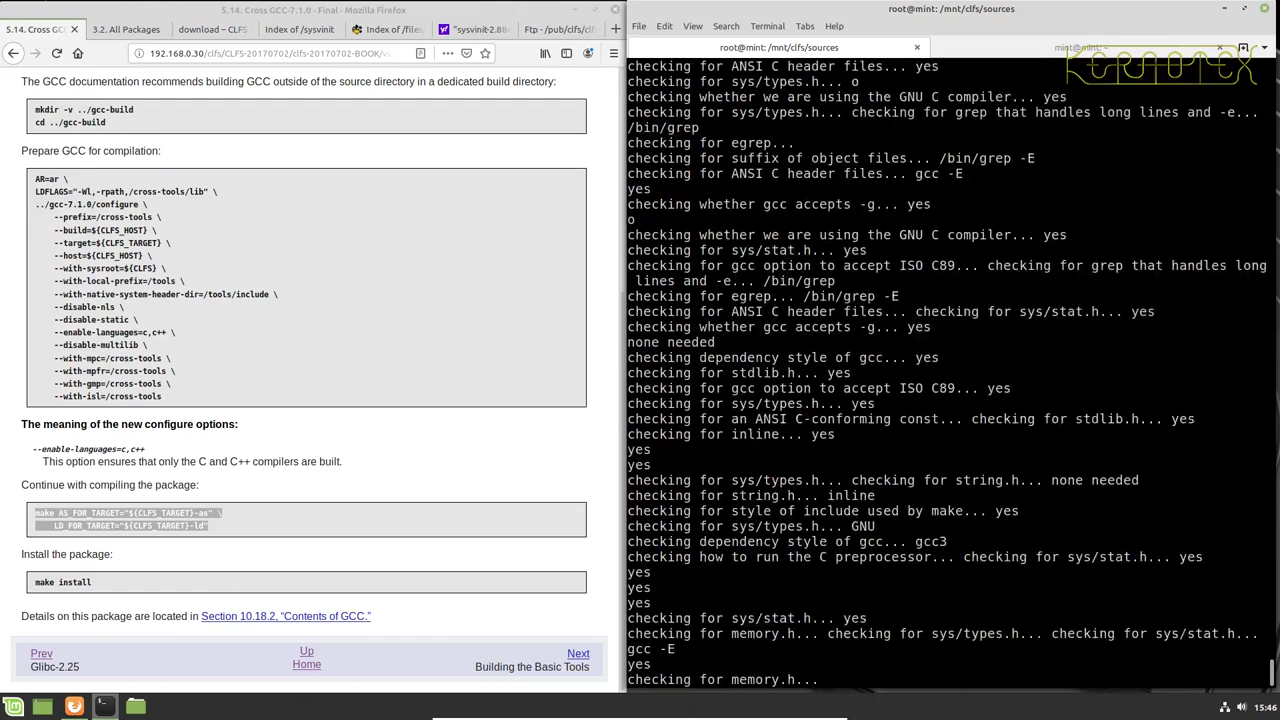 5.14. Cross GCC-7.1.0 - Final - Mozilla Firefox
5.14. Cross GCC
3.2. All Packages
download – CLFS
Index of /sysvinit
Index of /files,
"sysvinit-2.88
Ftp - /pub/clfs/c
192.168.0.30/clfs/CLFS-20170702/clfs-20170702-BOOK/
The GCC documentation recommends building GCC outside of the source directory in a dedicated build directory:
mkdir -v ../gcc-build
cd ../gcc-build
Prepare GCC for compilation:
AR=ar \
LDFLAGS="-Wl,-rpath,/cross-tools/lib" \
../gcc-7.1.0/configure \
--prefix=/cross-tools \
--build=${CLFS_HOST} \
--target=${CLFS_TARGET} \
--host=${CLFS_HOST} \
--with-sysroot=${CLFS} \
--with-local-prefix=/tools \
--with-native-system-header-dir=/tools/include \
--disable-nls \
--disable-static \
--enable-languages=c,c++ \
--disable-multilib \
--with-mpc=/cross-tools \
--with-mpfr=/cross-tools \
--with-gmp=/cross-tools \
--with-isl=/cross-tools
The meaning of the new configure options:
--enable-languages=c,c++
This option ensures that only the C and C++ compilers are built.
Continue with compiling the package:
make AS_FOR_TARGET="${CLFS_TARGET}-as" \
LD_FOR_TARGET="${CLFS_TARGET}-ld"
Install the package:
make install
Details on this package are located in Section 10.18.2, “Contents of GCC.”
Prev
Up
Next
Glibc-2.25
Home
Building the Basic Tools
root@mint: /mnt/clfs/sources
File Edit View Search Terminal Tabs Help
root@mint: /mnt/clfs/sources
root@mint: ~
checking for ANSI C header files... yes
checking for sys/types.h... o
checking whether we are using the GNU C compiler... yes
checking for sys/types.h... checking for grep that handles long lines and -e...
/bin/grep
checking for egrep...
checking for suffix of object files... /bin/grep -E
checking for ANSI C header files... gcc -E
yes
checking whether gcc accepts -g... yes
o
checking whether we are using the GNU C compiler... yes
checking for sys/stat.h... yes
checking for gcc option to accept ISO C89... checking for grep that handles long
lines and -e... /bin/grep
checking for egrep... /bin/grep -E
checking for ANSI C header files... checking for sys/stat.h... yes
checking whether gcc accepts -g... yes
none needed
checking dependency style of gcc... yes
checking for stdlib.h... yes
checking for gcc option to accept ISO C89... yes
checking for sys/types.h... yes
checking for an ANSI C-conforming const... checking for stdlib.h... yes
checking for inline... yes
yes
yes
checking for sys/types.h... checking for string.h... none needed
checking for string.h... inline
checking for style of include used by make... yes
checking for sys/types.h... GNU
checking dependency style of gcc... gcc3
checking how to run the C preprocessor... checking for sys/stat.h... yes
yes
yes
yes
checking for sys/stat.h... yes
checking for memory.h... checking for sys/types.h... checking for sys/stat.h...
gcc -E
yes
checking for memory.h...
15:46